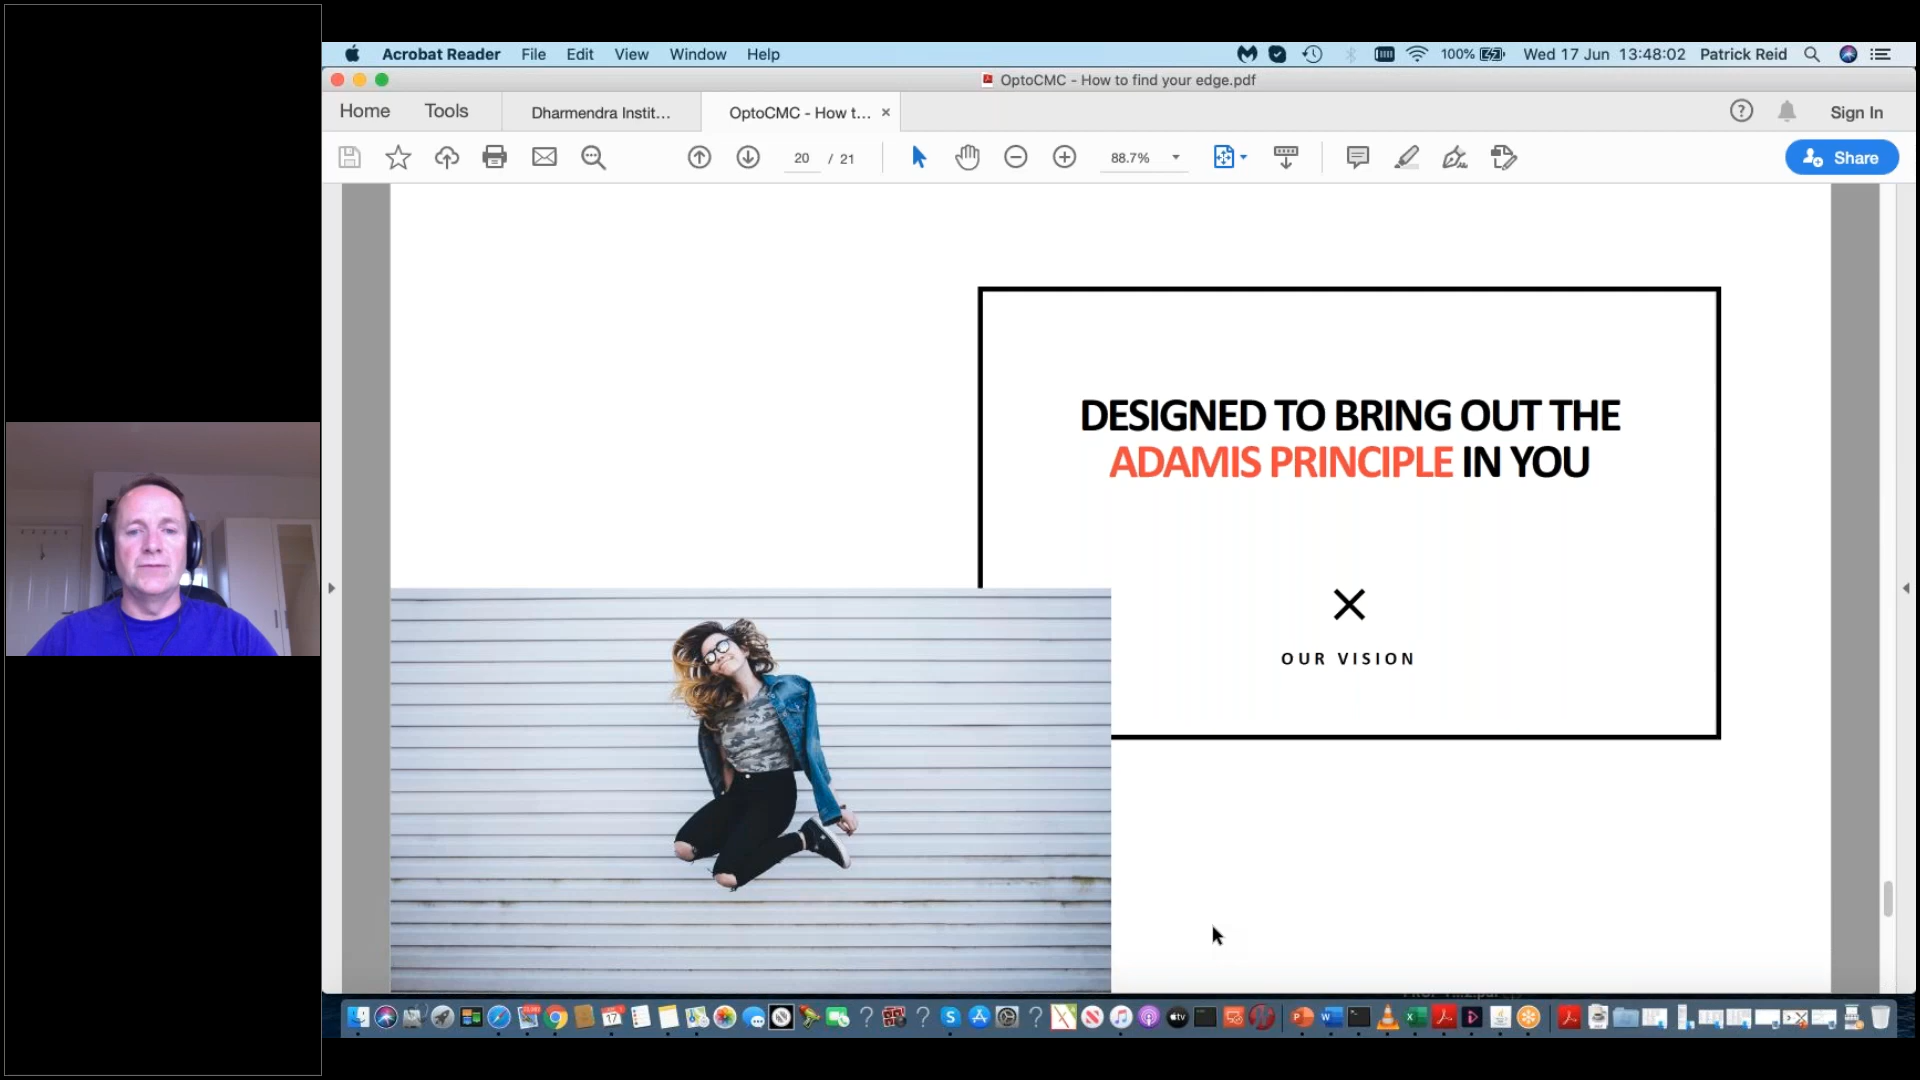 Acrobat Reader File Edit View Window Help 100% Wed 17 Jun 13:48:02 Patrick Reid
OptoCMC - How to find your edge.pdf
Home Tools Dharmendra Instit... OptoCMC - How t... × Sign In
20 / 21 88.7% Share
DESIGNED TO BRING OUT THE
ADAMIS PRINCIPLE IN YOU
OUR VISION